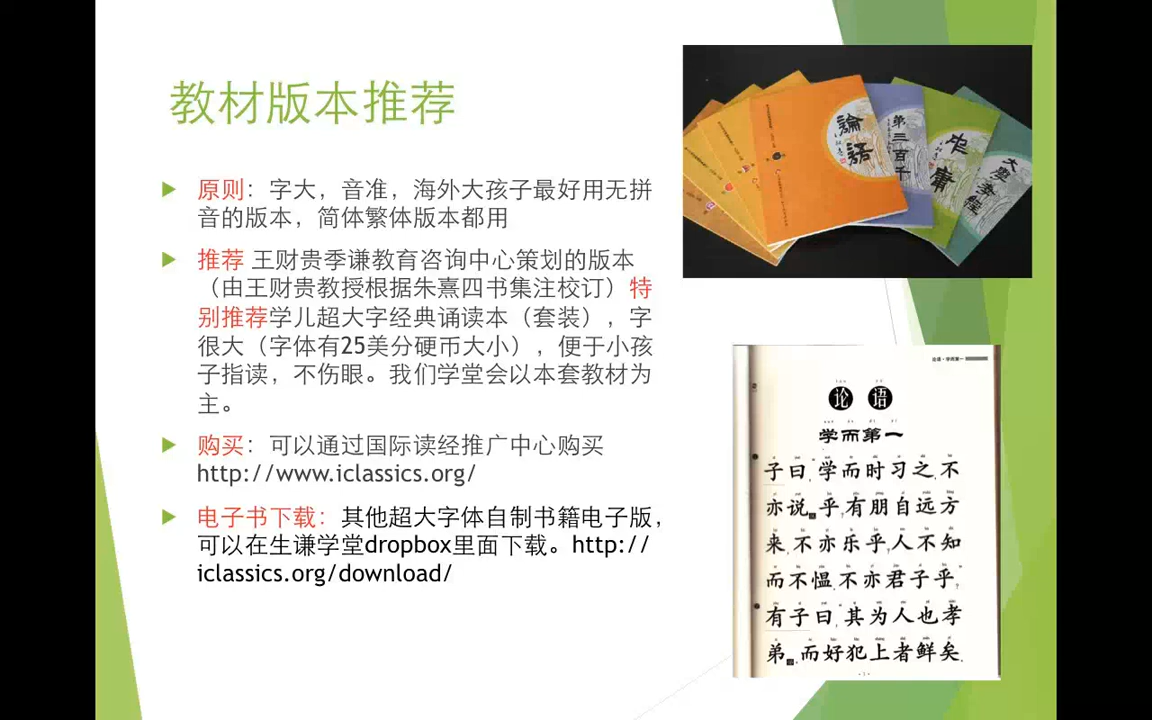 教材版本推荐
原则：字大，音准，海外大孩子最好用无拼
音的版本，简体繁体版本都用
推荐 王财贵季谦教育咨询中心策划的版本
（由王财贵教授根据朱熹四书集注校订）特
别推荐学儿超大字经典诵读本（套装），字
很大（字体有25美分硬币大小），便于小孩
子指读，不伤眼。我们学堂会以本套教材为
主。
购买：可以通过国际读经推广中心购买
http://www.iclassics.org/
电子书下载：其他超大字体自制书籍电子版，
可以在生谦学堂dropbox里面下载。http://
iclassics.org/download/
論語
弟三百千
中庸
大學孝經
论语·学而第一
论语
学而第一
子曰，学而时习之，不
亦说乎，有朋自远方
来，不亦乐乎，人不知
而不愠，不亦君子乎，
有子曰，其为人也孝
弟，而好犯上者鲜矣，